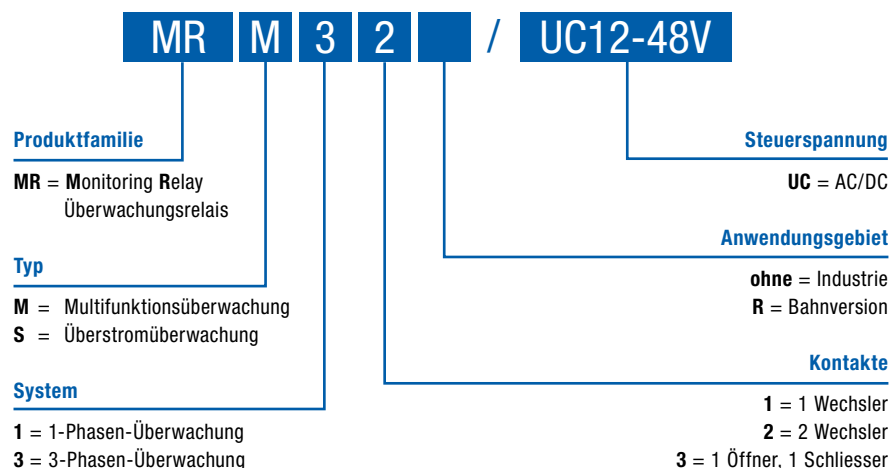 MR M 3 2 / UC12-48V
Produktfamilie
MR = Monitoring Relay
Überwachungsrelais
Typ
M = Multifunktionsüberwachung
S = Überstromüberwachung
System
1 = 1-Phasen-Überwachung
3 = 3-Phasen-Überwachung
Steuerspannung
UC = AC/DC
Anwendungsgebiet
ohne = Industrie
R = Bahnversion
Kontakte
1 = 1 Wechsler
2 = 2 Wechsler
3 = 1 Öffner, 1 Schliesser